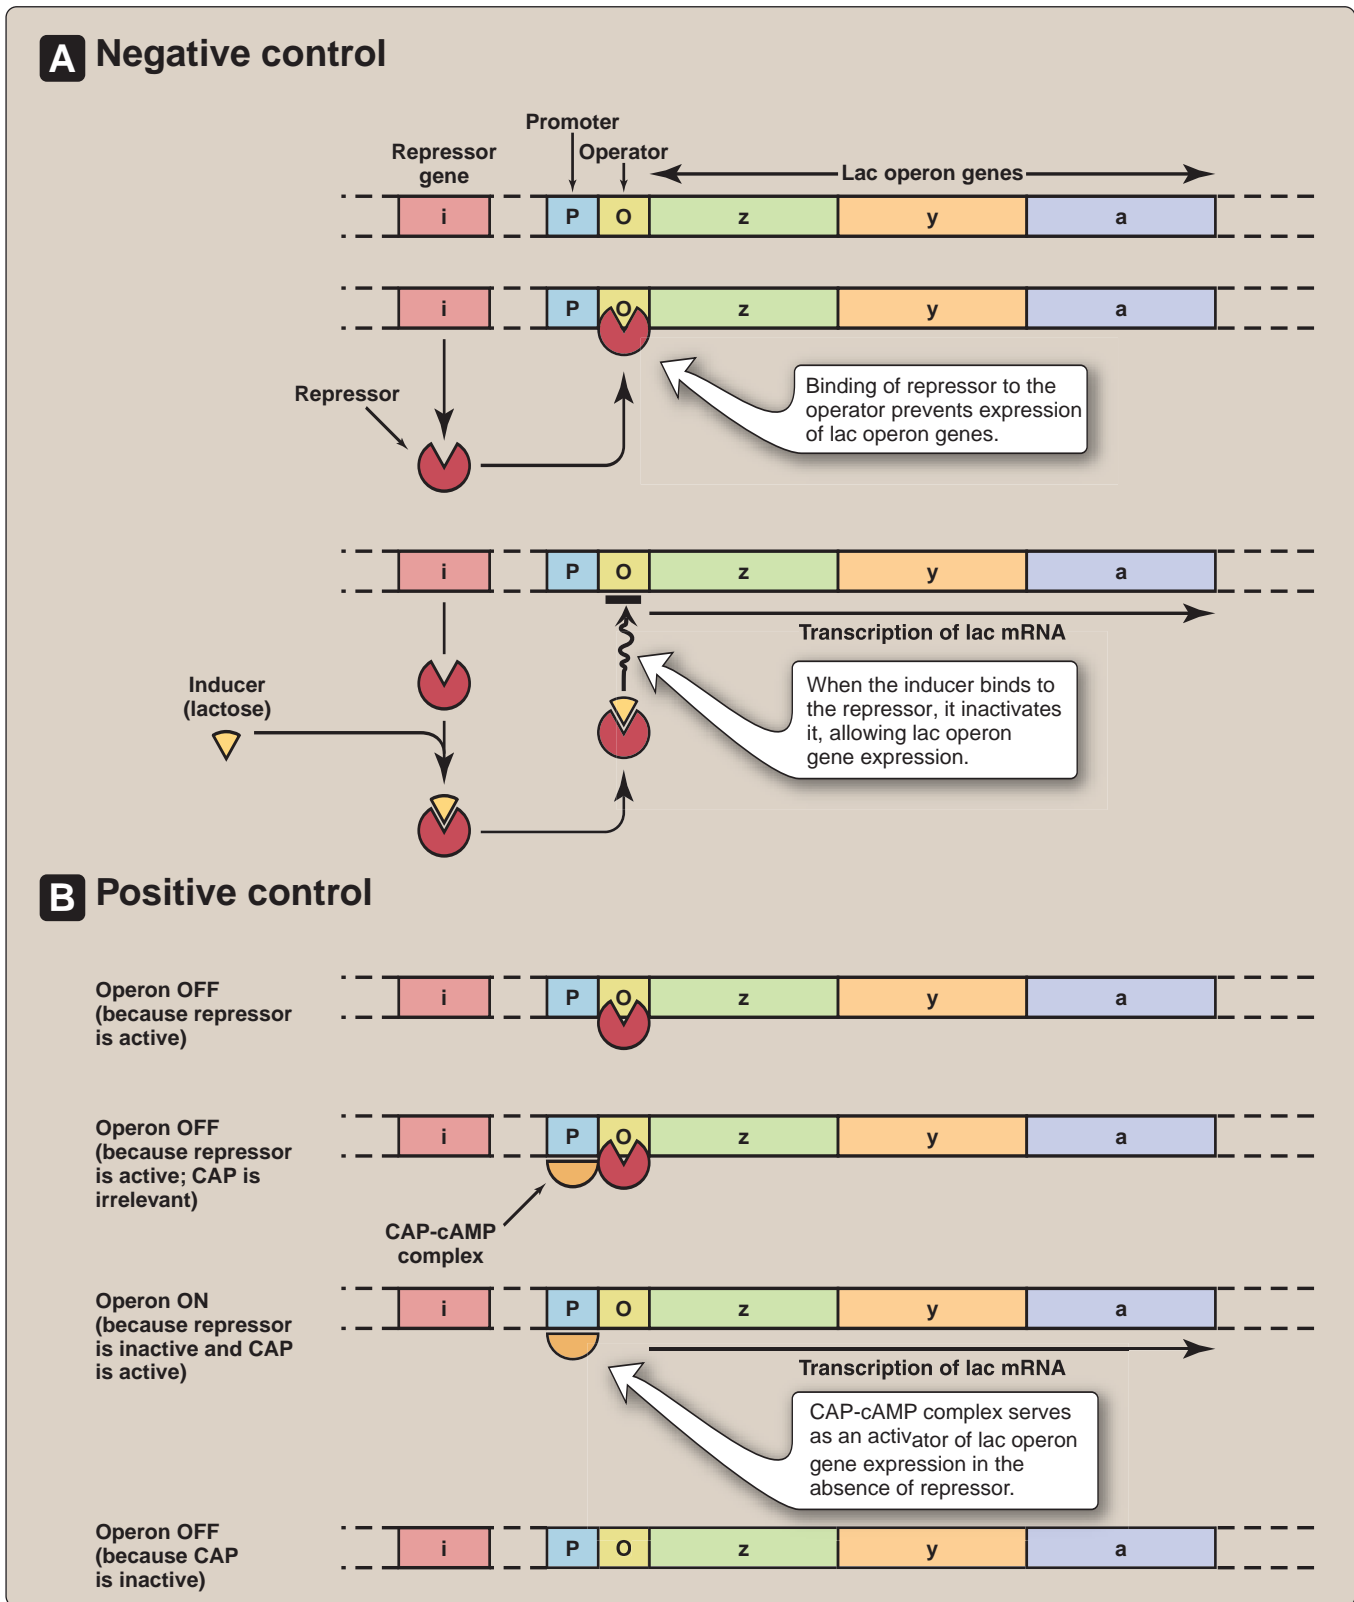 A Negative control
Promoter
Repressor
gene
Operator
Lac operon genes
i P O z y a
i P O z y a
Repressor
Binding of repressor to the
operator prevents expression
of lac operon genes.
i P O z y a
Transcription of lac mRNA
Inducer
(lactose)
When the inducer binds to
the repressor, it inactivates
it, allowing lac operon
gene expression.
B Positive control
Operon OFF
(because repressor
is active)
i P O z y a
Operon OFF
(because repressor
is active; CAP is
irrelevant)
i P O z y a
CAP-cAMP
complex
Operon ON
(because repressor
is inactive and CAP
is active)
i P O z y a
Transcription of lac mRNA
CAP-cAMP complex serves
as an activator of lac operon
gene expression in the
absence of repressor.
Operon OFF
(because CAP
is inactive)
i P O z y a